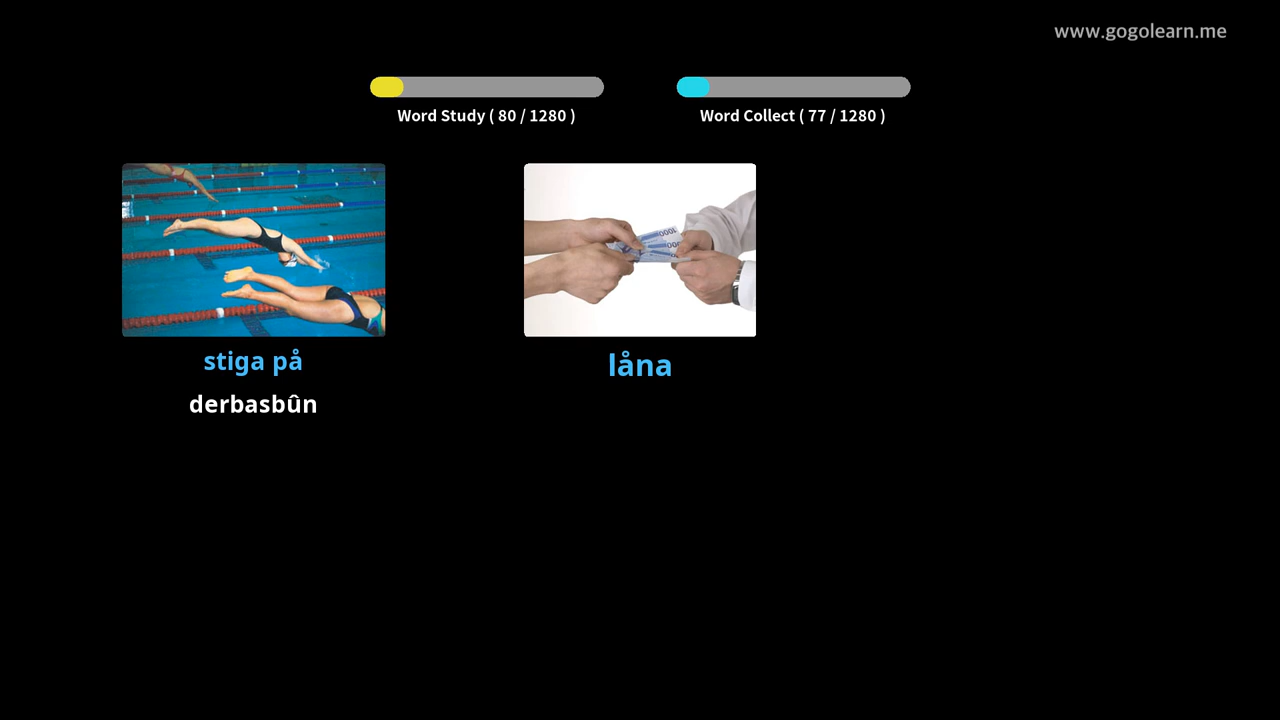 www.gogolearn.me
Word Study ( 80 / 1280 )
Word Collect ( 77 / 1280 )
stiga på
låna
derbasbûn